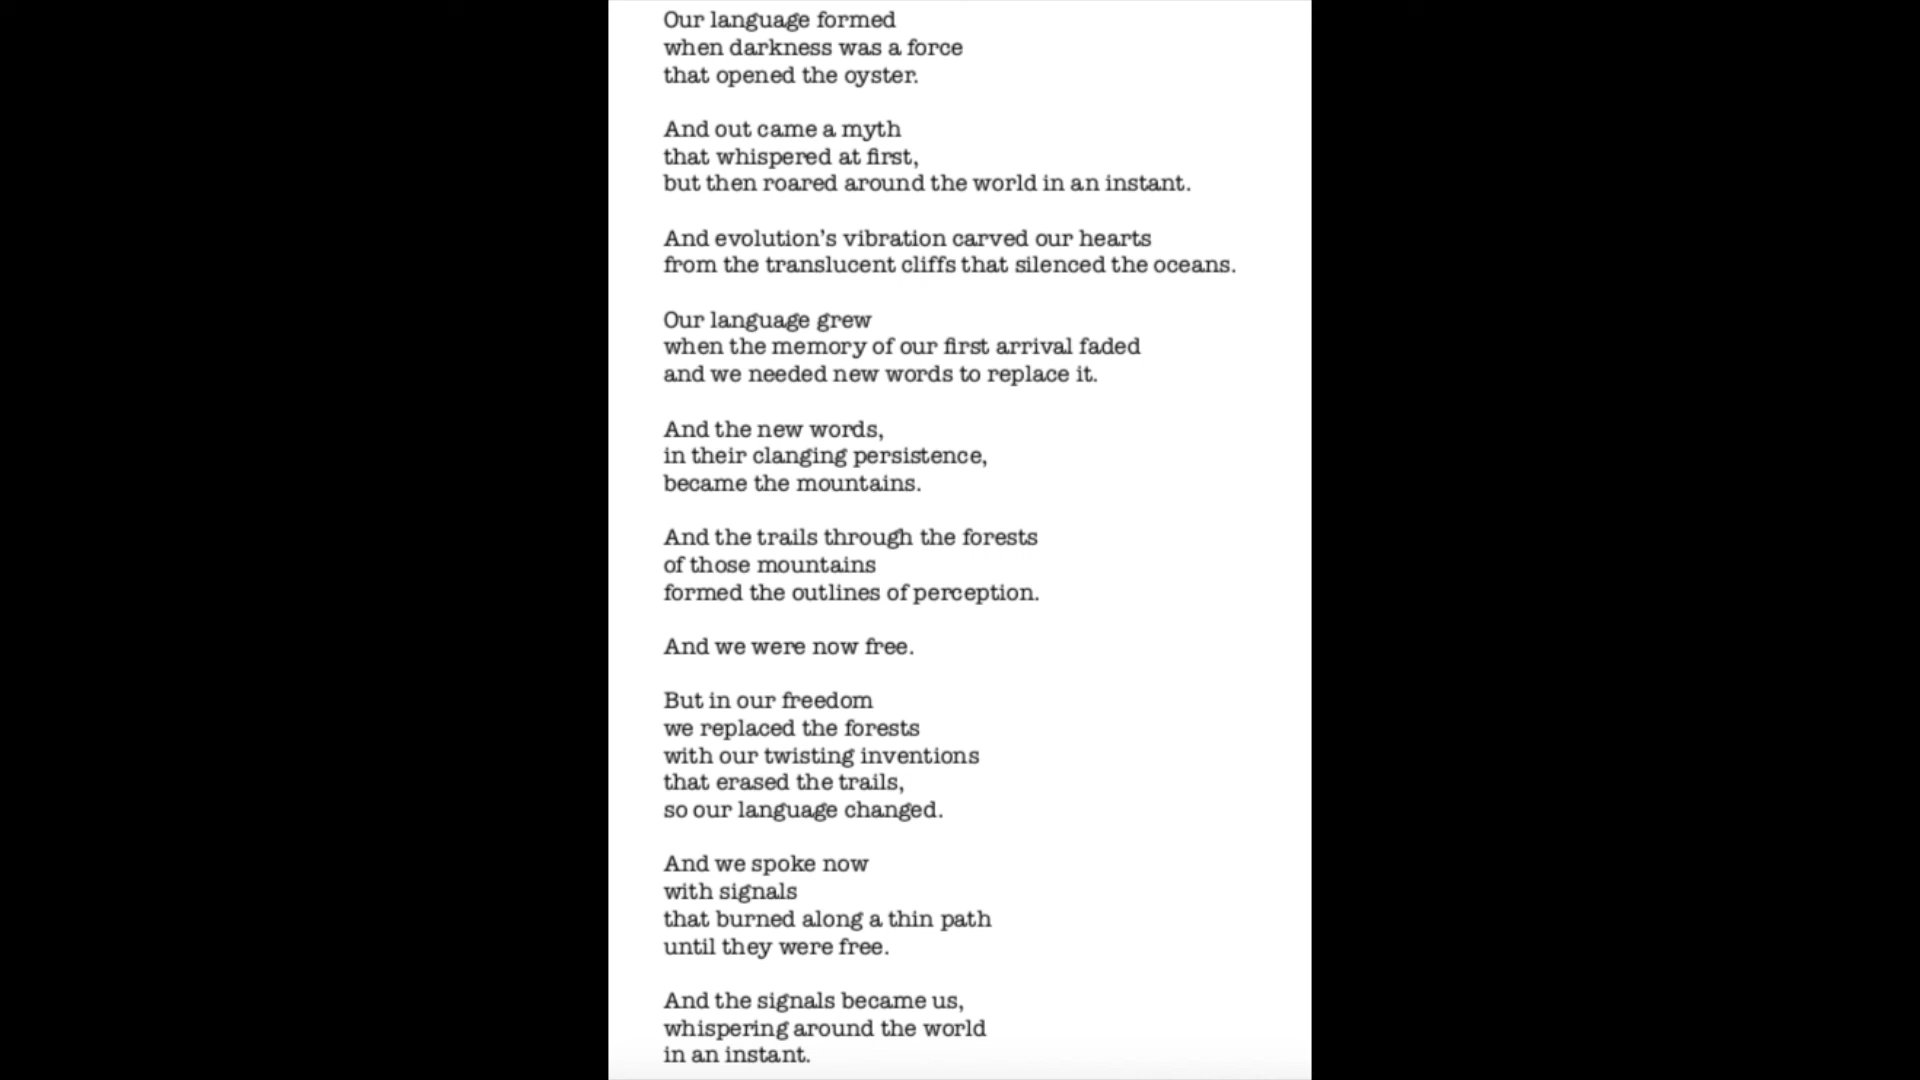 Our language formed
when darkness was a force
that opened the oyster.
And out came a myth
that whispered at first,
but then roared around the world in an instant.
And evolution’s vibration carved our hearts
from the translucent cliffs that silenced the oceans.
Our language grew
when the memory of our first arrival faded
and we needed new words to replace it.
And the new words,
in their clanging persistence,
became the mountains.
And the trails through the forests
of those mountains
formed the outlines of perception.
And we were now free.
But in our freedom
we replaced the forests
with our twisting inventions
that erased the trails,
so our language changed.
And we spoke now
with signals
that burned along a thin path
until they were free.
And the signals became us,
whispering around the world
in an instant.